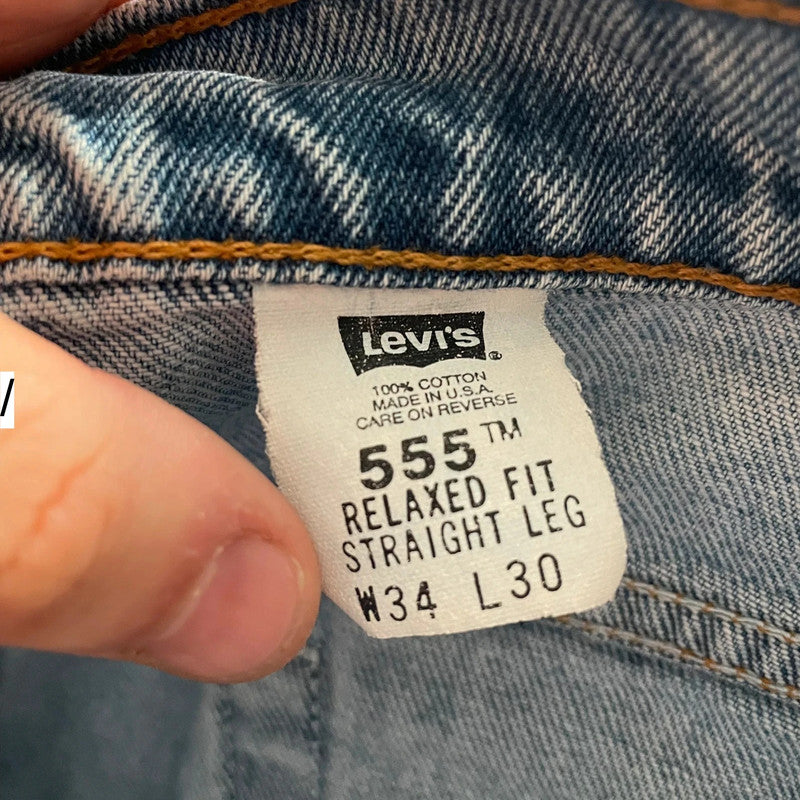 Levi's ®
100% COTTON
MADE IN U.S.A.
CARE ON REVERSE
555™
RELAXED FIT
STRAIGHT LEG
W34 L30
/